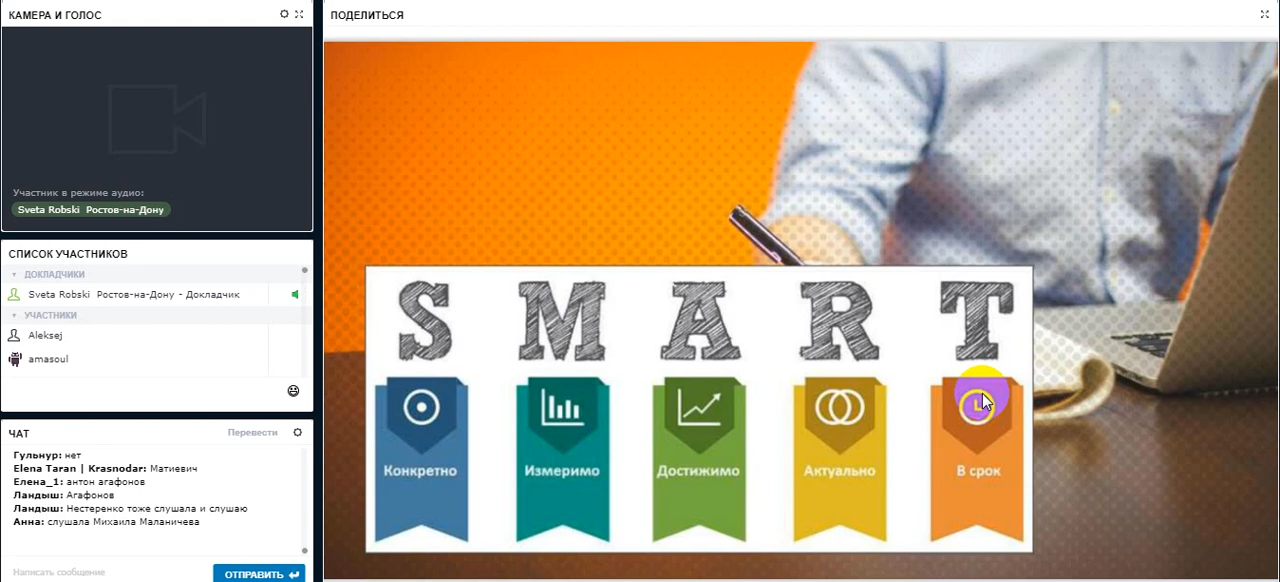 КАМЕРА И ГОЛОС
Участник в режиме аудио:
Sveta Robski Ростов-на-Дону
СПИСОК УЧАСТНИКОВ
ДОКЛАДЧИКИ
Sveta Robski Ростов-на-Дону - Докладчик
УЧАСТНИКИ
Aleksej
amasoul
ЧАТ
Перевести
Гульнур: нет
Elena Taran | Krasnodar: Матиевич
Елена_1: антон агафонов
Ландыш: Агафонов
Ландыш: Нестеренко тоже слушала и слушаю
Анна: слушала Михаила Маланичева
Написать сообщение
ОТПРАВИТЬ
ПОДЕЛИТЬСЯ
S M A R T
Конкретно Измеримо Достижимо Актуально В срок